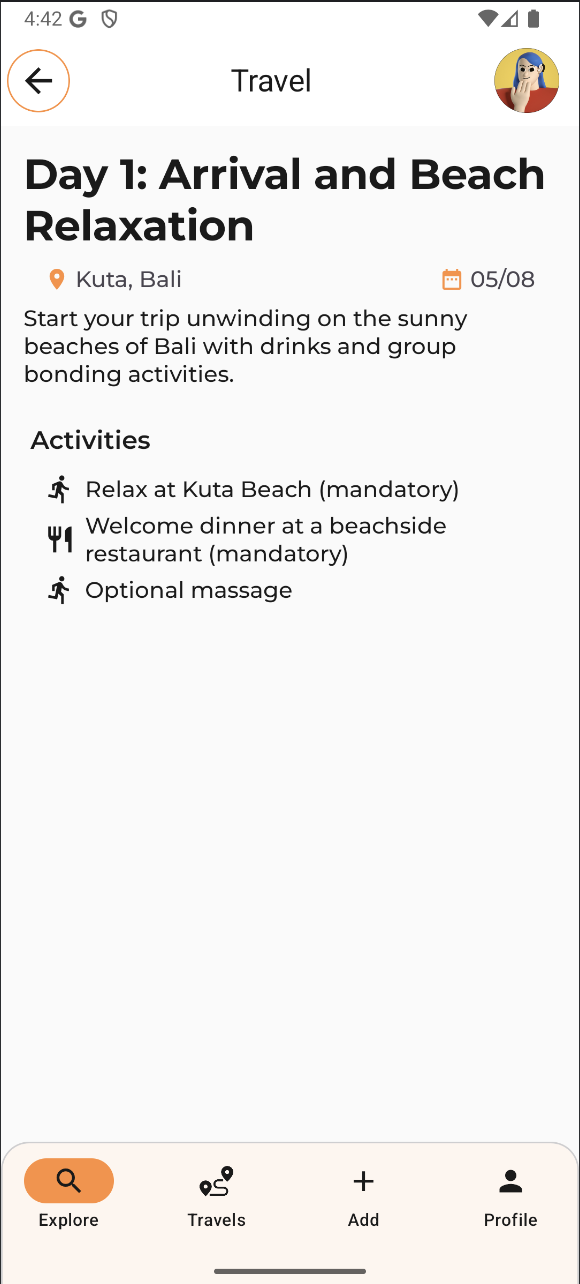 4:42
Travel
Day 1: Arrival and Beach
Relaxation
Kuta, Bali
05/08
Start your trip unwinding on the sunny
beaches of Bali with drinks and group
bonding activities.
Activities
Relax at Kuta Beach (mandatory)
Welcome dinner at a beachside
restaurant (mandatory)
Optional massage
Explore
Travels
Add
Profile